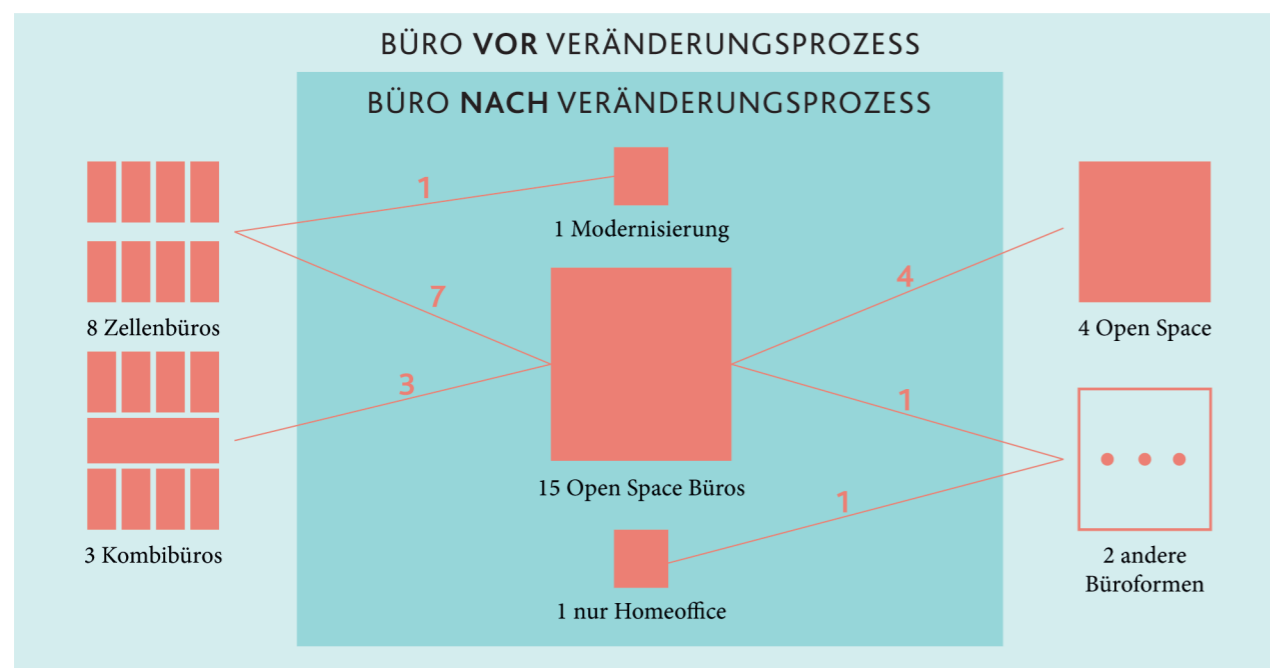 BÜRO VOR VERÄNDERUNGSPROZESS
BÜRO NACH VERÄNDERUNGSPROZESS
1
1 Modernisierung
7
4
8 Zellenbüros
4 Open Space
3
1
15 Open Space Büros
1
3 Kombibüros
2 andere
Büroformen
1 nur Homeoffice